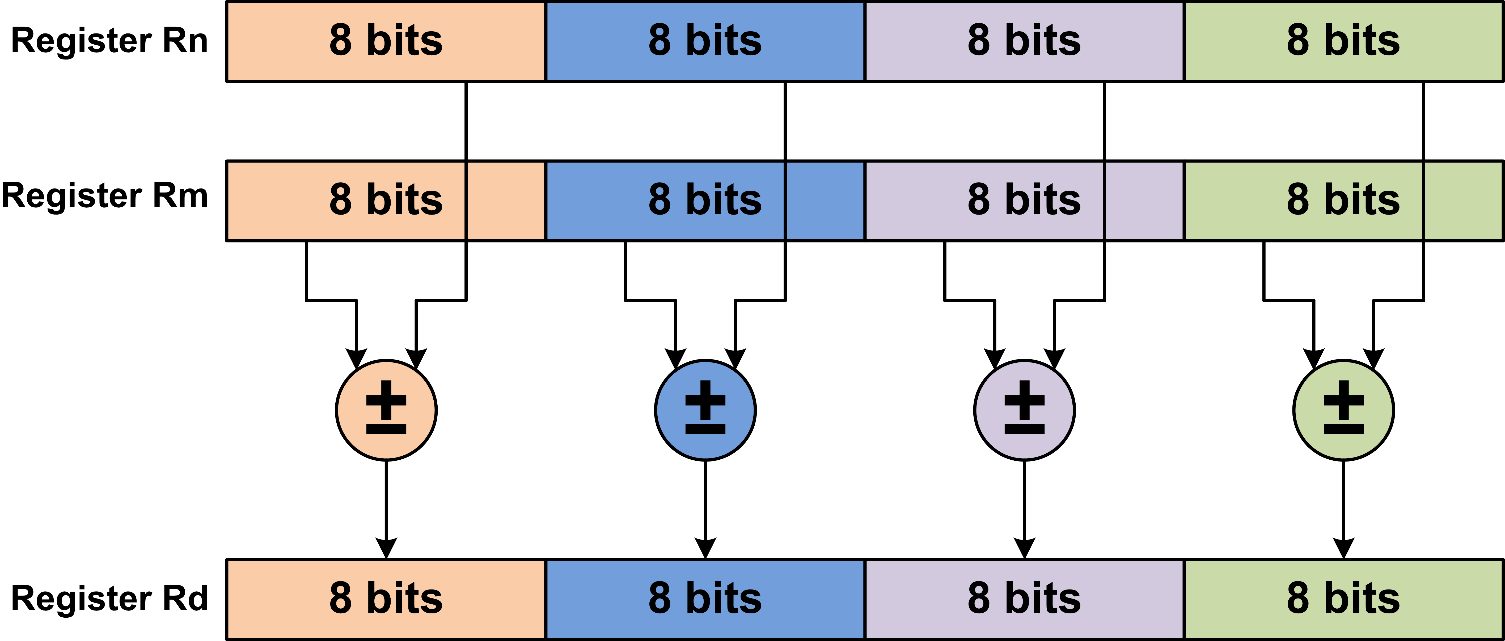 Register Rn 8 bits 8 bits 8 bits 8 bits
Register Rm 8 bits 8 bits 8 bits 8 bits
± ± ± ±
Register Rd 8 bits 8 bits 8 bits 8 bits